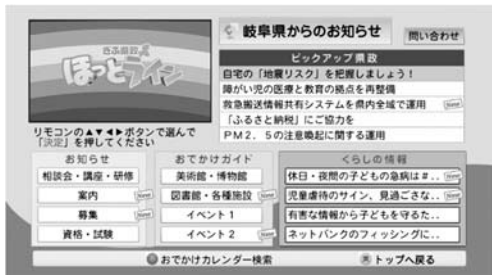 岐阜県からのお知らせ
問い合わせ
ぎふ県政
ほっとライン
ピックアップ県政
自宅の「地震リスク」を把握しましょう!
障がい児の医療と教育の拠点を再整備
救急搬送情報共有システムを県内全域で運用 New
「ふるさと納税」にご協力を
PM2.5の注意喚起に関する運用
リモコンの▲▼◀▶ボタンで選んで
「決定」を押してください
お知らせ
相談会・講座・研修
案内 New
募集 New
資格・試験
おでかけガイド
美術館・博物館
図書館・各種施設 New
イベント1
イベント2 New
くらしの情報
休日・夜間の子どもの急病は#.. New
児童虐待のサイン、見過ごさな.. New
有害な情報から子どもを守るた..
ネットバンクのフィッシングに..
おでかけカレンダー検索
トップへ戻る